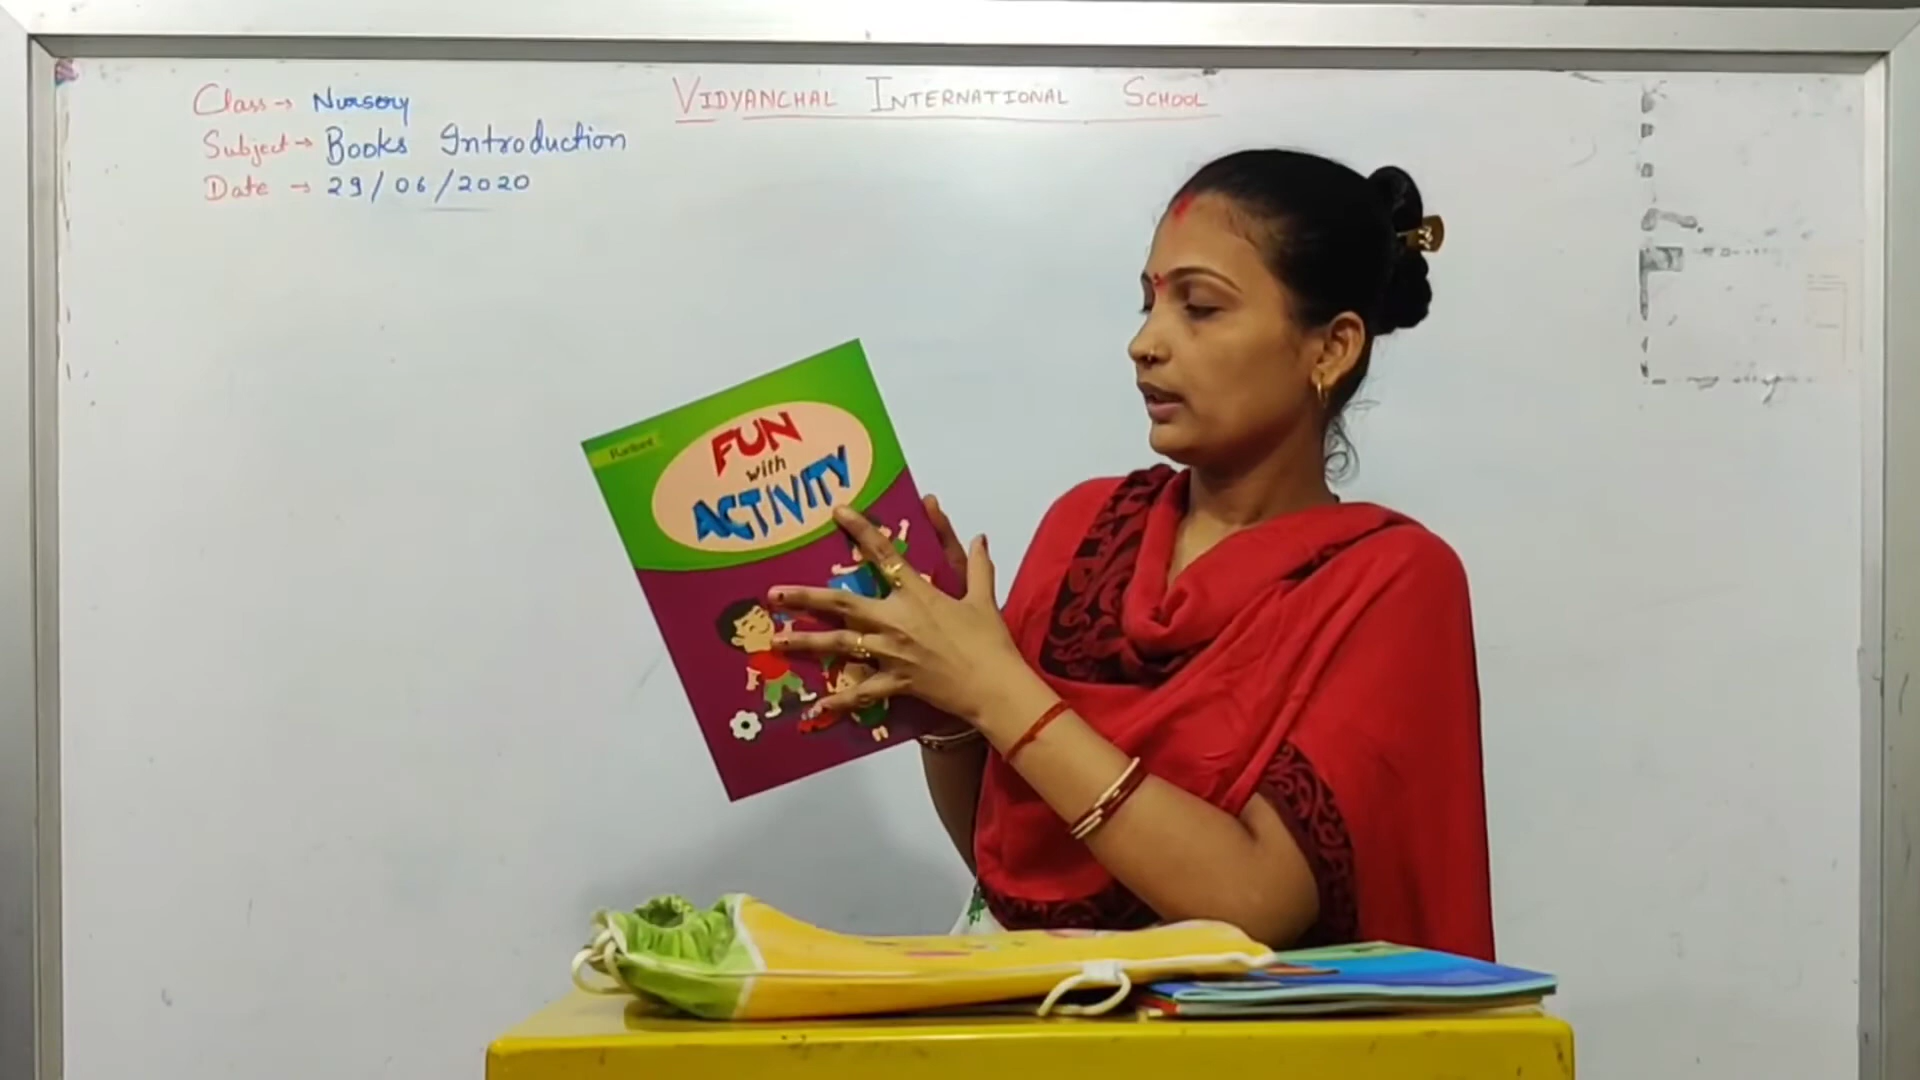 Class → Nursery
VIDYANCHAL INTERNATIONAL SCHOOL
Subject → Books Introduction
Date → 29/06/2020
FUN
with
ACTIVITY